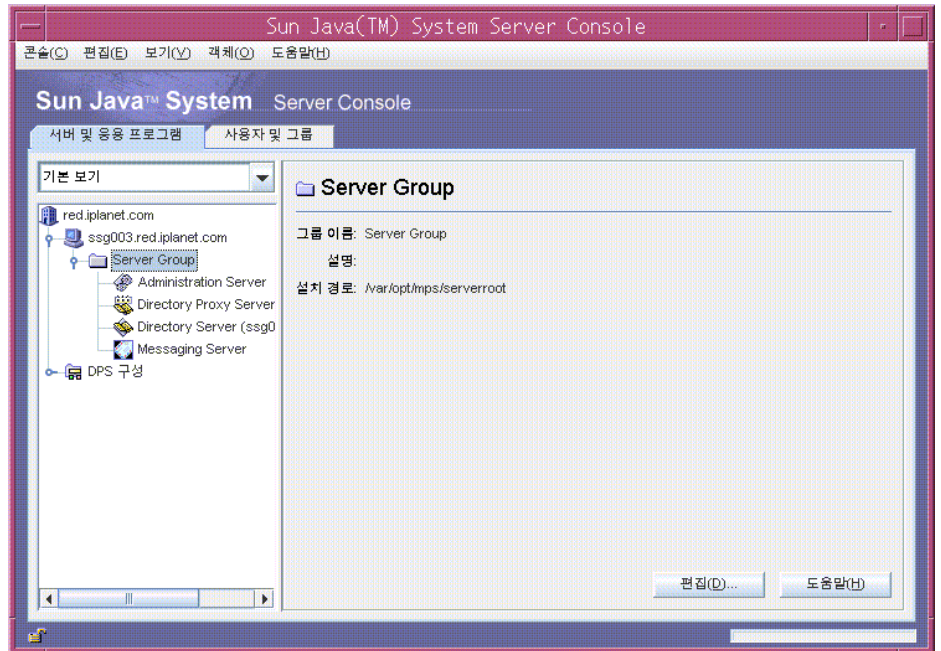 Sun Java(TM) System Server Console
콘솔(C) 편집(E) 보기(V) 객체(O) 도움말(H)
Sun Java™ System Server Console
서버 및 응용 프로그램 사용자 및 그룹
기본 보기
red.iplanet.com
ssg003.red.iplanet.com
Server Group
Administration Server
Directory Proxy Server
Directory Server (ssg0
Messaging Server
DPS 구성
Server Group
그룹 이름: Server Group
설명:
설치 경로: /var/opt/mps/serverroot
편집(D)... 도움말(H)